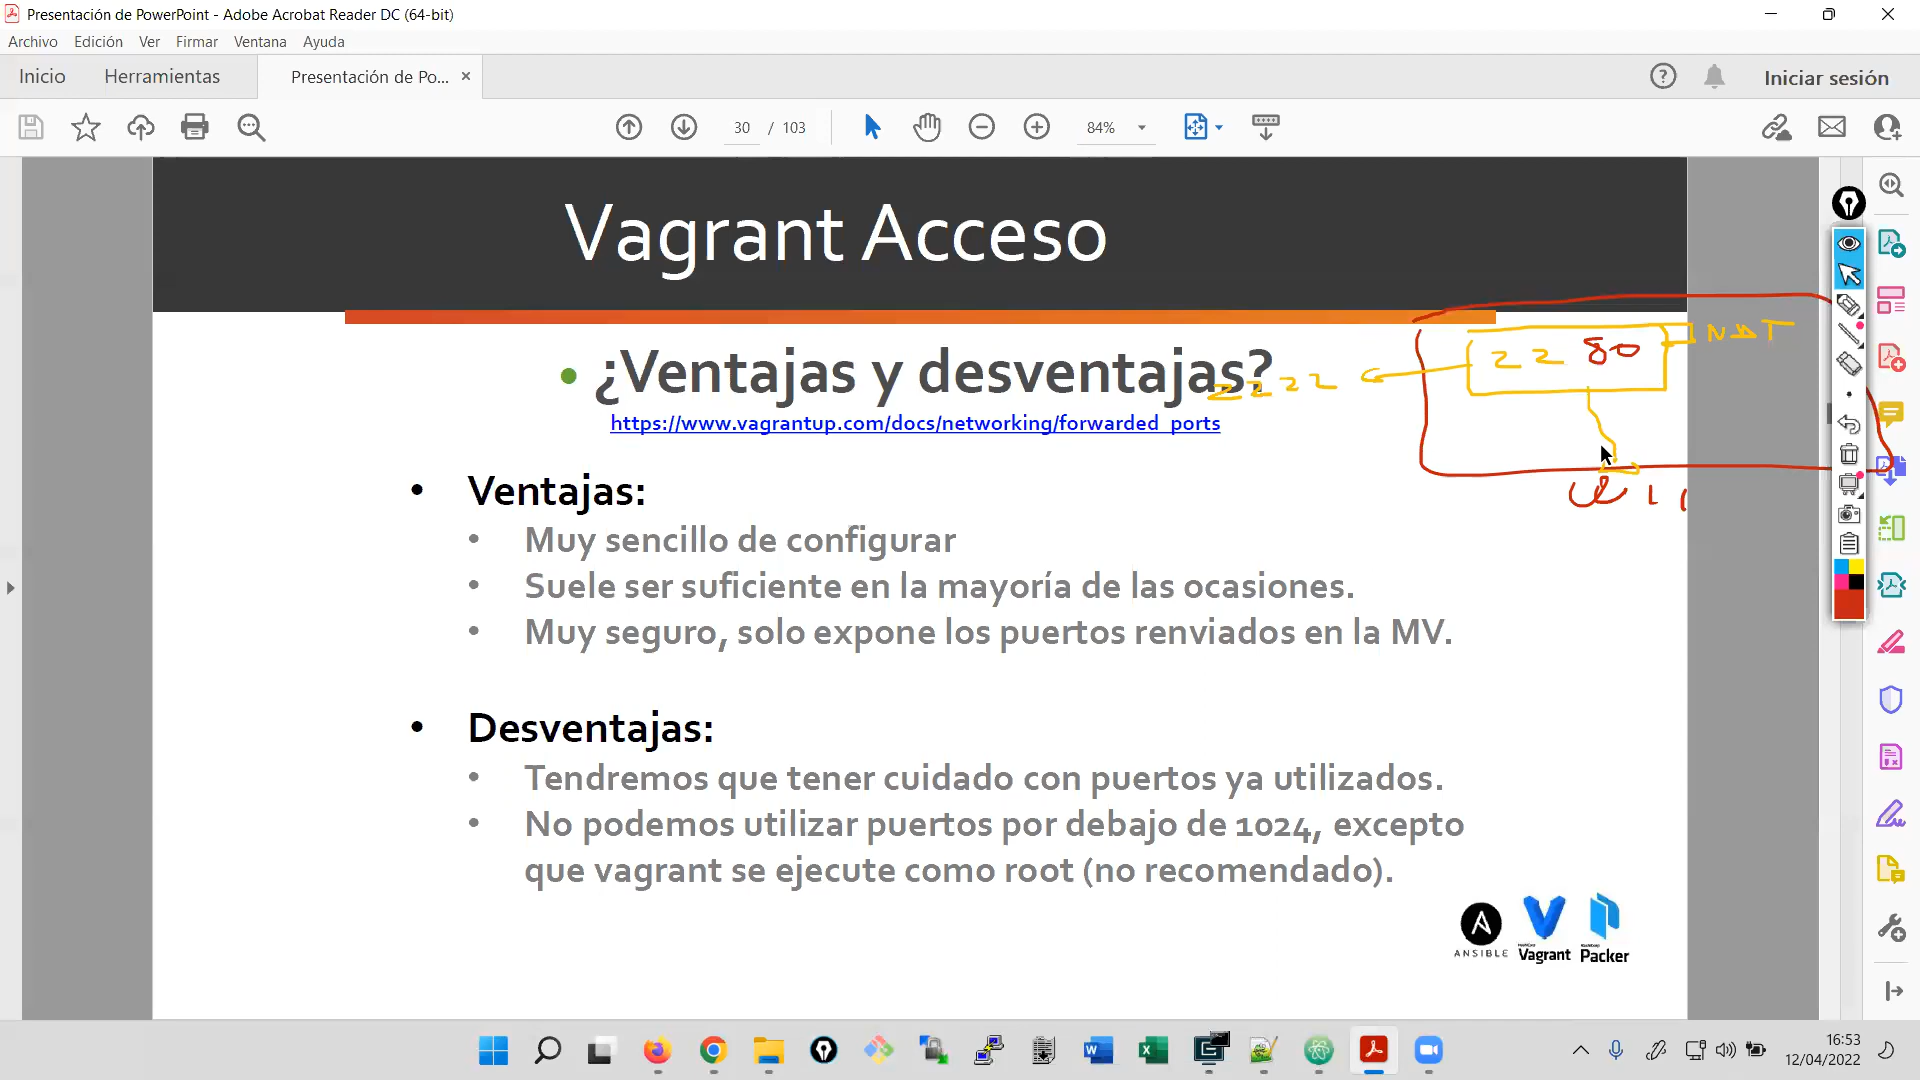 Presentación de PowerPoint - Adobe Acrobat Reader DC (64-bit)
Archivo Edición Ver Firmar Ventana Ayuda
Inicio Herramientas Presentación de Po... Iniciar sesión
30 / 103 84%
Vagrant Acceso
NAT
22 80
• ¿Ventajas y desventajas?
2222
https://www.vagrantup.com/docs/networking/forwarded_ports
• Ventajas:
• Muy sencillo de configurar
• Suele ser suficiente en la mayoría de las ocasiones.
• Muy seguro, solo expone los puertos renviados en la MV.
• Desventajas:
• Tendremos que tener cuidado con puertos ya utilizados.
• No podemos utilizar puertos por debajo de 1024, excepto
que vagrant se ejecute como root (no recomendado).
ANSIBLE
HashiCorp
Vagrant
HashiCorp
Packer
16:53
12/04/2022